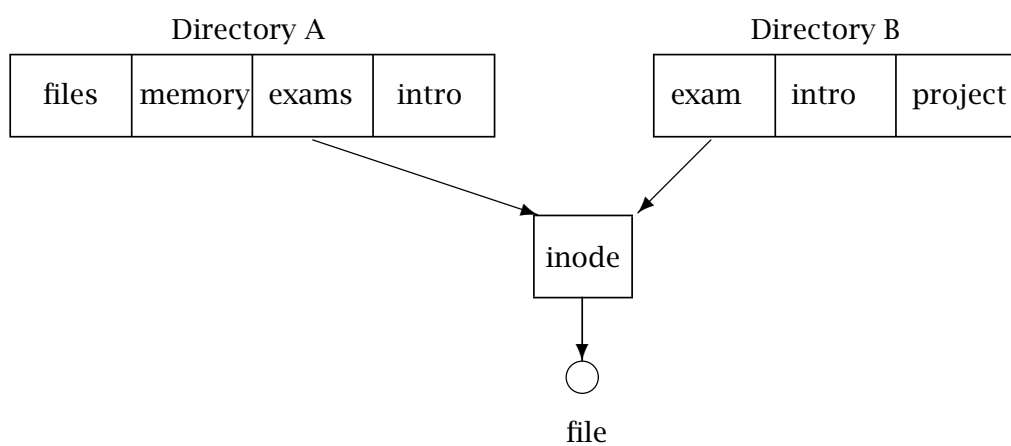 Directory A
Directory B
files memory exams intro
exam intro project
inode
file